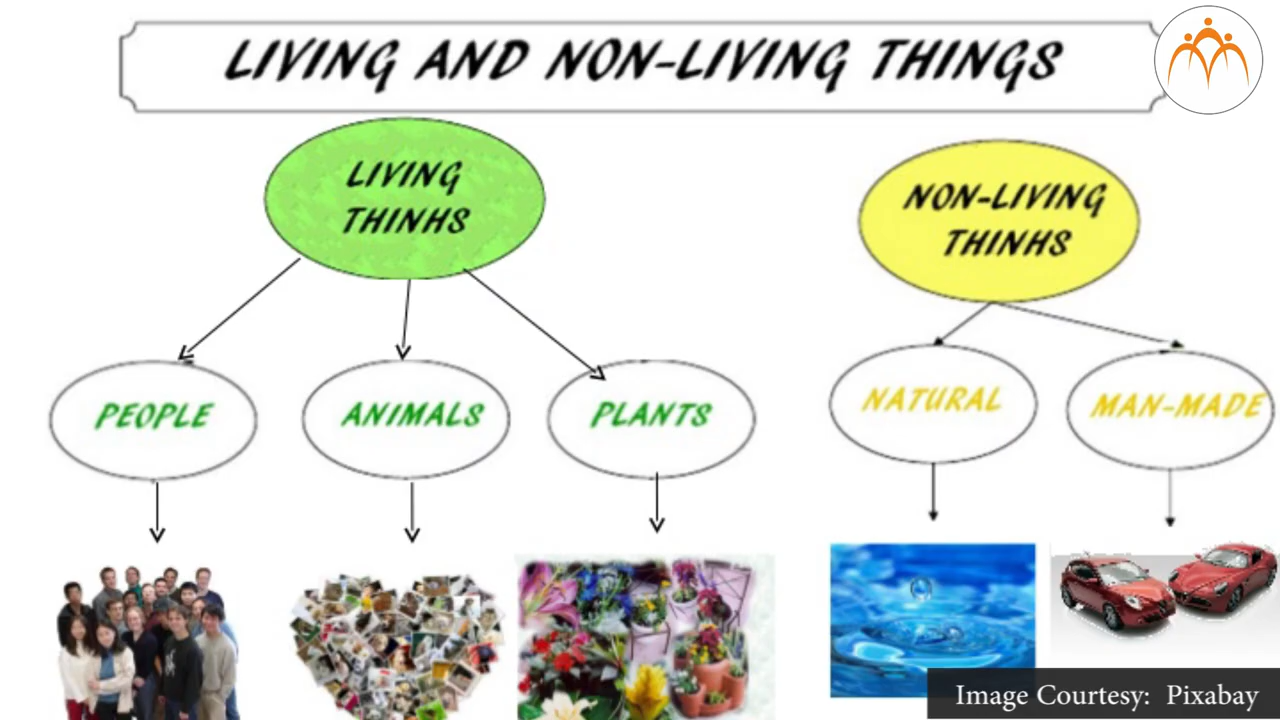 LIVING AND NON-LIVING THINGS
LIVING
THINHS
NON-LIVING
THINHS
PEOPLE
ANIMALS
PLANTS
NATURAL
MAN-MADE
Image Courtesy: Pixabay